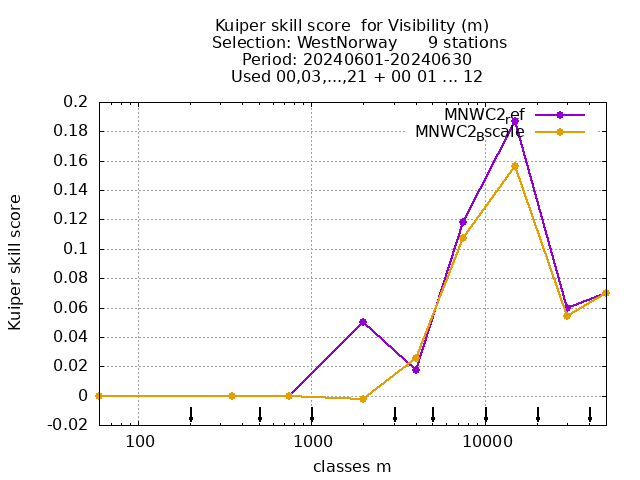 Kuiper skill score for Visibility (m)
Selection: WestNorway 9 stations
Period: 20240601-20240630
Used 00,03,...,21 + 00 01 ... 12
MNWC2_ref
MNWC2_Bscale
Kuiper skill score
0.2
0.18
0.16
0.14
0.12
0.1
0.08
0.06
0.04
0.02
0
-0.02
100 1000 10000
classes m